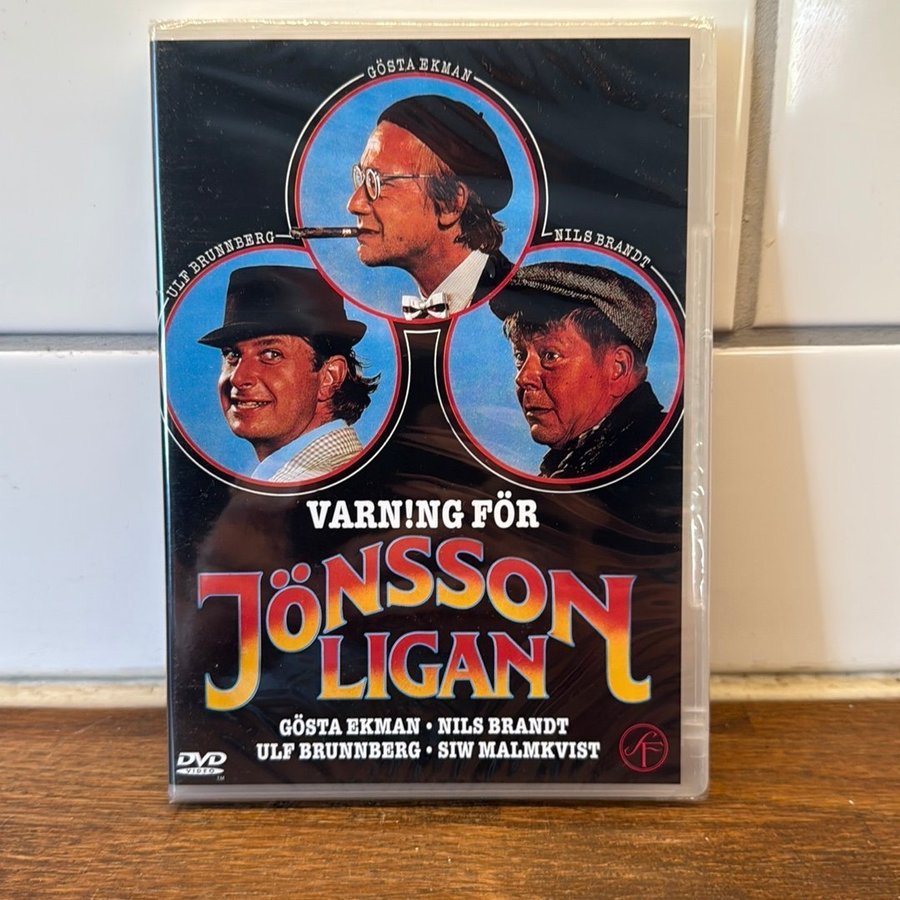 GÖSTA EKMAN
ULF BRUNNBERG
NILS BRANDT
VARN!NG FÖR
JÖNSSON
LIGAN
GÖSTA EKMAN • NILS BRANDT
ULF BRUNNBERG • SIW MALMKVIST
DVD
VIDEO
TM
SF